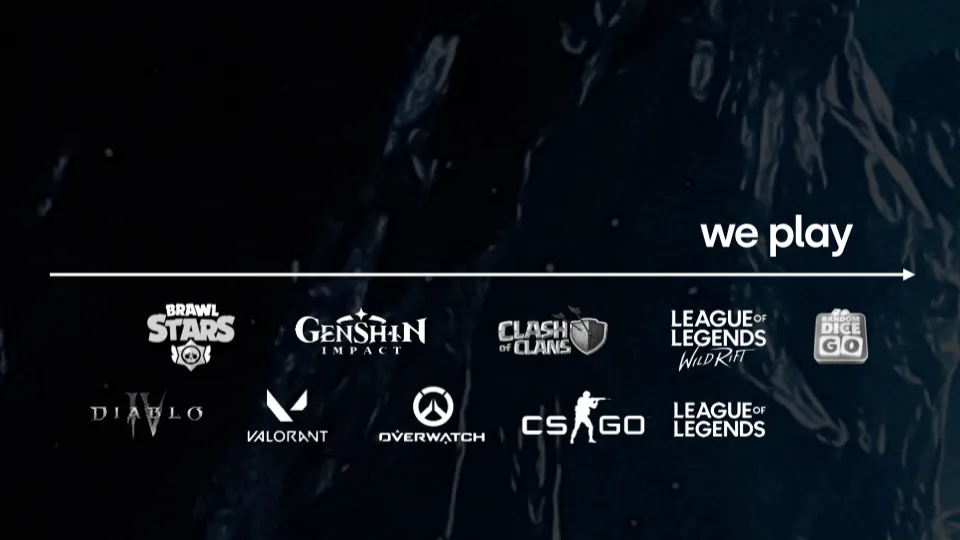 we play
BRAWL
STARS
GENSHIN
IMPACT
CLASH
OF CLANS
LEAGUE OF
LEGENDS
WILD RIFT
RANDOM
DICE
GO
DIABLO
IV
VALORANT
OVERWATCH
CS GO
LEAGUE OF
LEGENDS